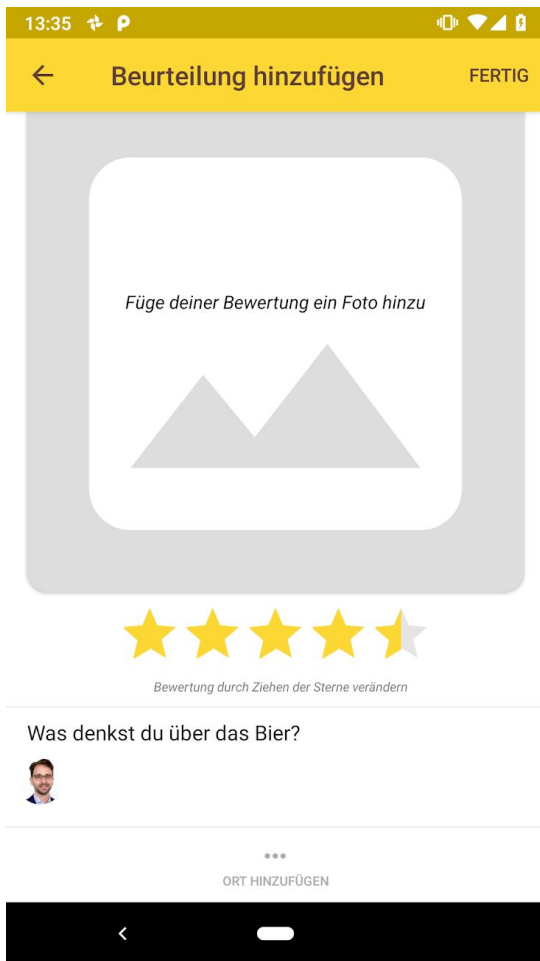 13:35
Beurteilung hinzufügen
FERTIG
Füge deiner Bewertung ein Foto hinzu
Bewertung durch Ziehen der Sterne verändern
Was denkst du über das Bier?
ORT HINZUFÜGEN